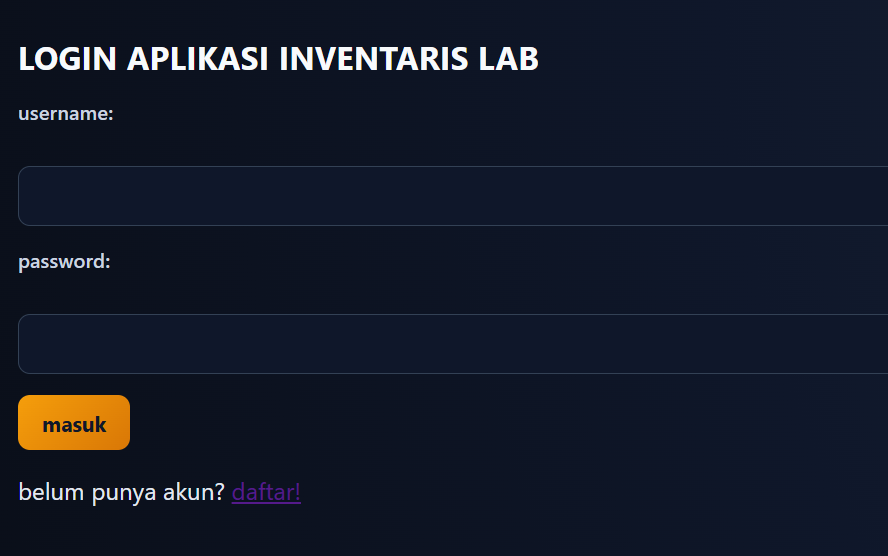 LOGIN APLIKASI INVENTARIS LAB
username:
password:
masuk
belum punya akun? daftar!